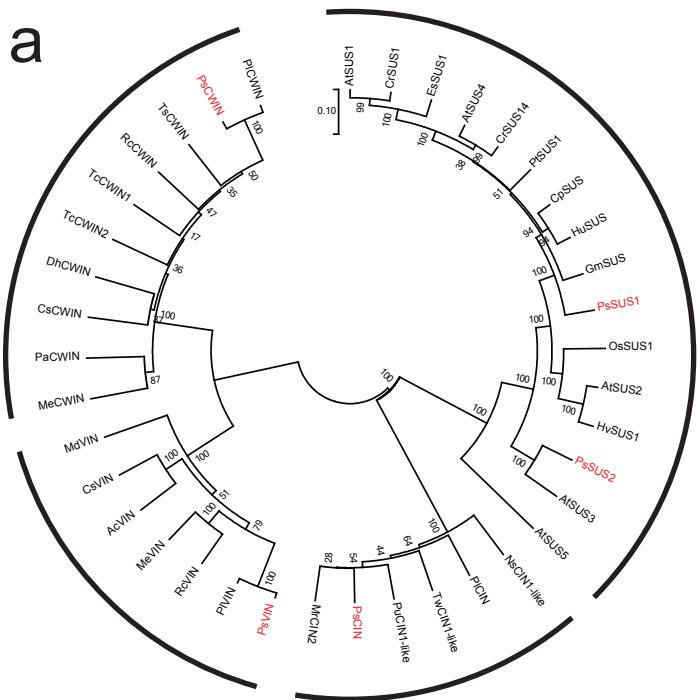 a
0.10
AtSUS1
CrSUS1
EsSUS1
AtSUS4
CrSUS14
PtSUS1
CpSUS
HuSUS
GmSUS
PsSUS1
OsSUS1
AtSUS2
HvSUS1
PsSUS2
AtSUS3
AtSUS5
NsCIN1-like
PlCIN
TwCIN1-like
PuCIN1-like
PsCIN
MrCIN2
PsVIN
PlVIN
RcVIN
MeVIN
AcVIN
CsVIN
MdVIN
MeCWIN
PaCWIN
CsCWIN
DhCWIN
TcCWIN2
TcCWIN1
RcCWIN
TsCWIN
PsCWIN
PlCWIN
99
100
100
38
99
51
94
100
100
100
100
100
100
100
100
100
64
44
54
28
100
79
51
100
100
100
87
100
36
17
47
35
50
100